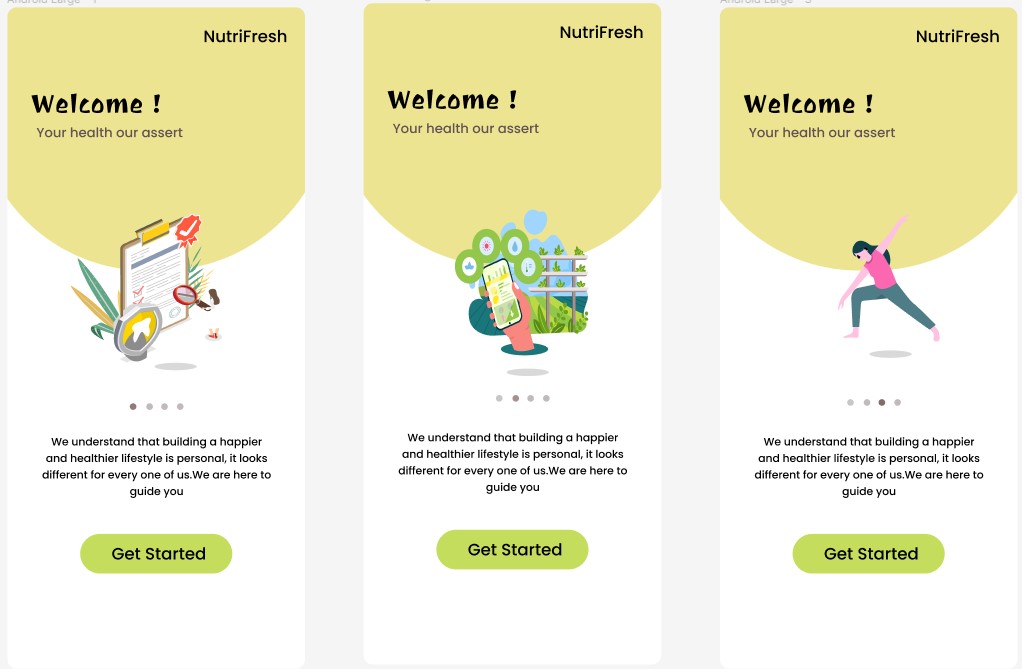 Android Large - 1
NutriFresh
Welcome !
Your health our assert
We understand that building a happier
and healthier lifestyle is personal, it looks
different for every one of us.We are here to
guide you
Get Started
NutriFresh
Welcome !
Your health our assert
We understand that building a happier
and healthier lifestyle is personal, it looks
different for every one of us.We are here to
guide you
Get Started
Android Large - 3
NutriFresh
Welcome !
Your health our assert
We understand that building a happier
and healthier lifestyle is personal, it looks
different for every one of us.We are here to
guide you
Get Started